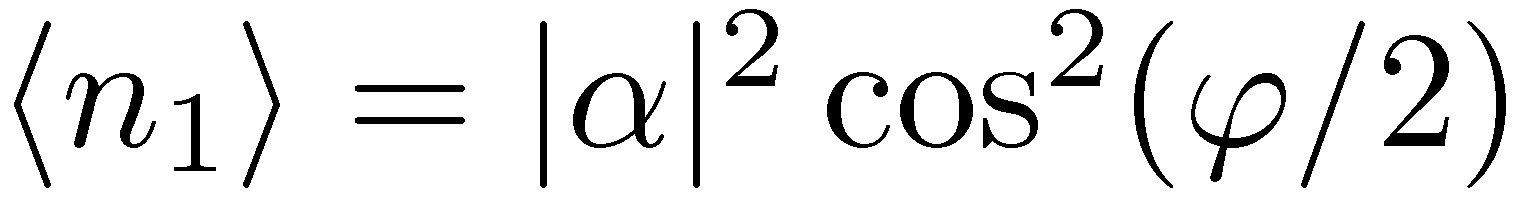 ⟨n₁⟩ = |α|² cos²(φ/2)